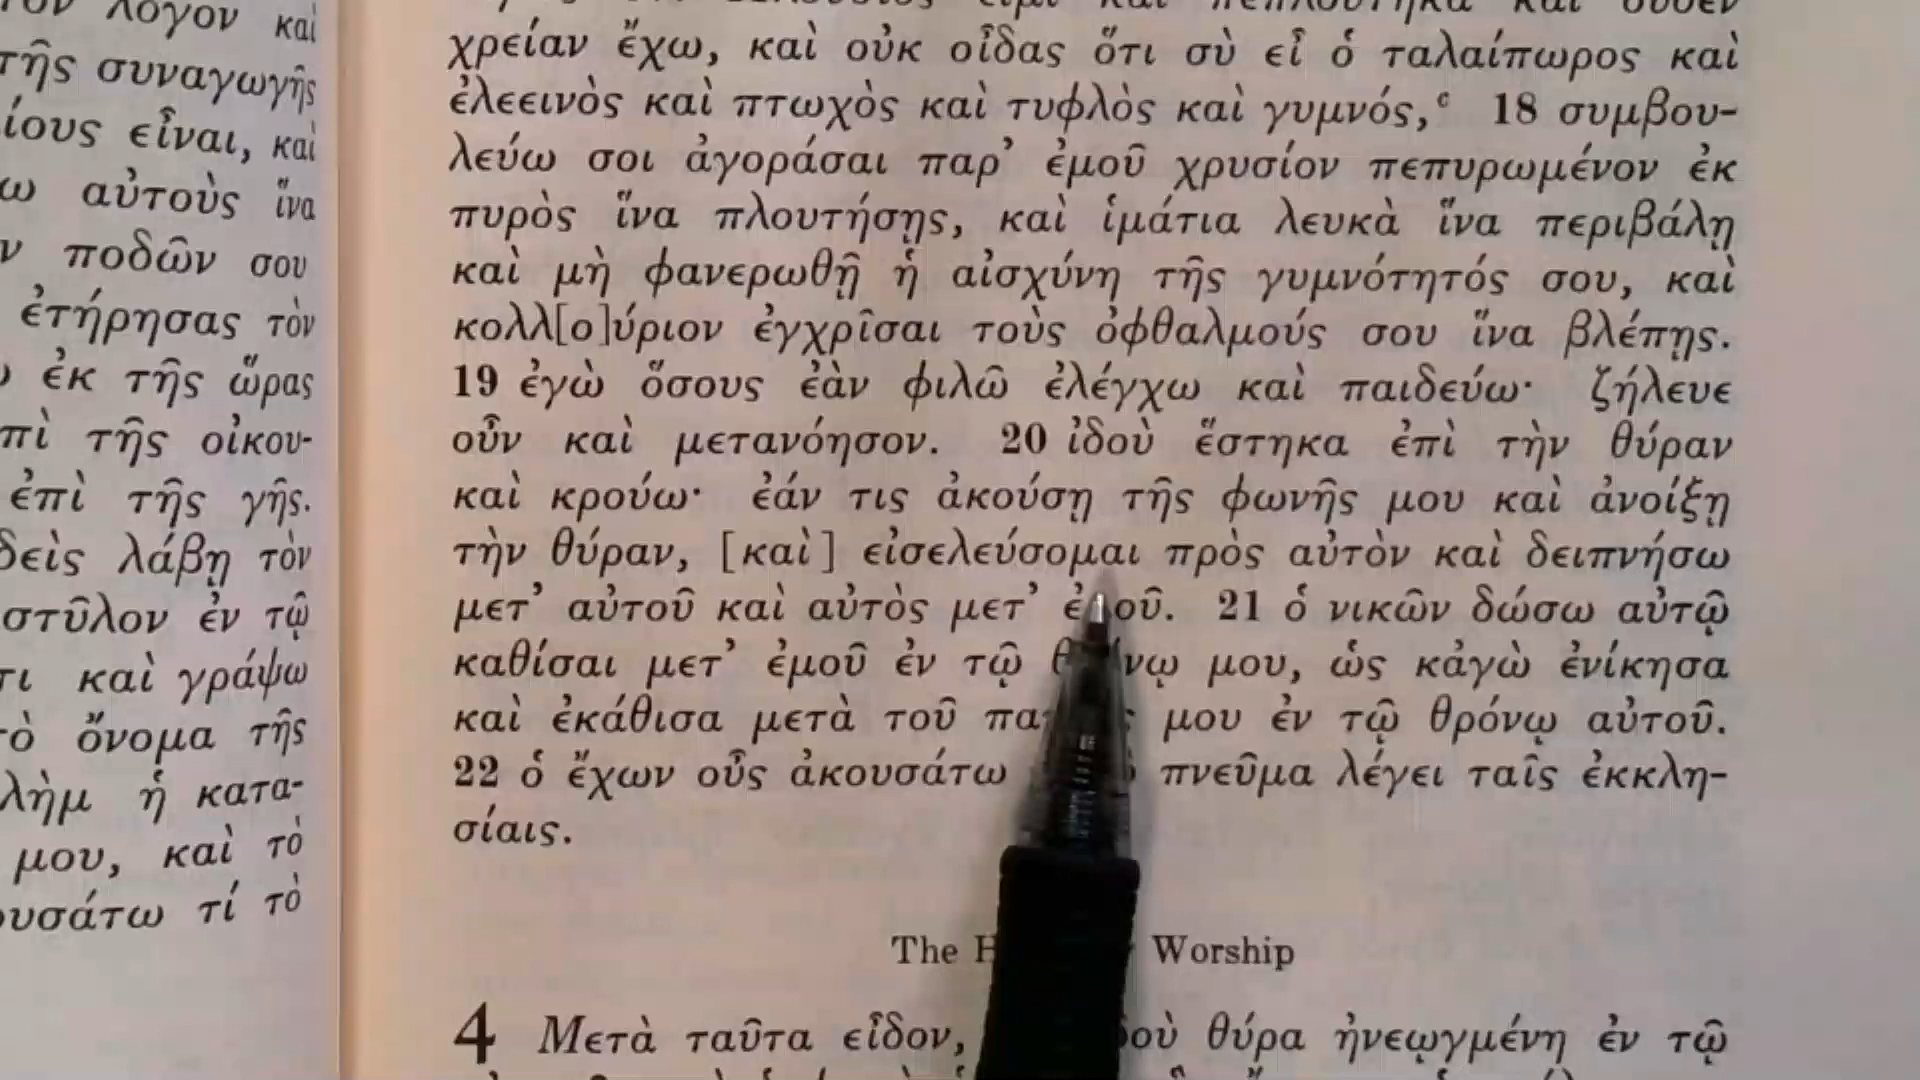 τὸν λόγον καὶ
τῆς συναγωγῆς
ίους εἶναι, καὶ
ω αὐτοὺς ἵνα
ν ποδῶν σου
ἐτήρησας τὸν
ἐκ τῆς ὥρας
πὶ τῆς οἰκου-
ἐπὶ τῆς γῆς.
δεὶς λάβῃ τὸν
στῦλον ἐν τῷ
τι καὶ γράψω
τὸ ὄνομα τῆς
λὴμ ἡ κατα-
μου, καὶ τὸ
ουσάτω τί τὸ
χρείαν ἔχω, καὶ οὐκ οἶδας ὅτι σὺ εἶ ὁ ταλαίπωρος καὶ
ἐλεεινὸς καὶ πτωχὸς καὶ τυφλὸς καὶ γυμνός,ᶜ 18 συμβου-
λεύω σοι ἀγοράσαι παρ’ ἐμοῦ χρυσίον πεπυρωμένον ἐκ
πυρὸς ἵνα πλουτήσῃς, καὶ ἱμάτια λευκὰ ἵνα περιβάλῃ
καὶ μὴ φανερωθῇ ἡ αἰσχύνη τῆς γυμνότητός σου, καὶ
κολλ[ο]ύριον ἐγχρῖσαι τοὺς ὀφθαλμούς σου ἵνα βλέπῃς.
19 ἐγὼ ὅσους ἐὰν φιλῶ ἐλέγχω καὶ παιδεύω· ζήλευε
οὖν καὶ μετανόησον. 20 ἰδοὺ ἕστηκα ἐπὶ τὴν θύραν
καὶ κρούω· ἐάν τις ἀκούσῃ τῆς φωνῆς μου καὶ ἀνοίξῃ
τὴν θύραν, [καὶ] εἰσελεύσομαι πρὸς αὐτὸν καὶ δειπνήσω
μετ’ αὐτοῦ καὶ αὐτὸς μετ’ ἐμοῦ. 21 ὁ νικῶν δώσω αὐτῷ
καθίσαι μετ’ ἐμοῦ ἐν τῷ μου, ὡς κἀγὼ ἐνίκησα
καὶ ἐκάθισα μετὰ τοῦ μου ἐν τῷ θρόνῳ αὐτοῦ.
22 ὁ ἔχων οὖς ἀκουσάτω πνεῦμα λέγει ταῖς ἐκκλη-
σίαις.
The Worship
4 Μετὰ ταῦτα εἶδον, θύρα ἠνεῳγμένη ἐν τῷ